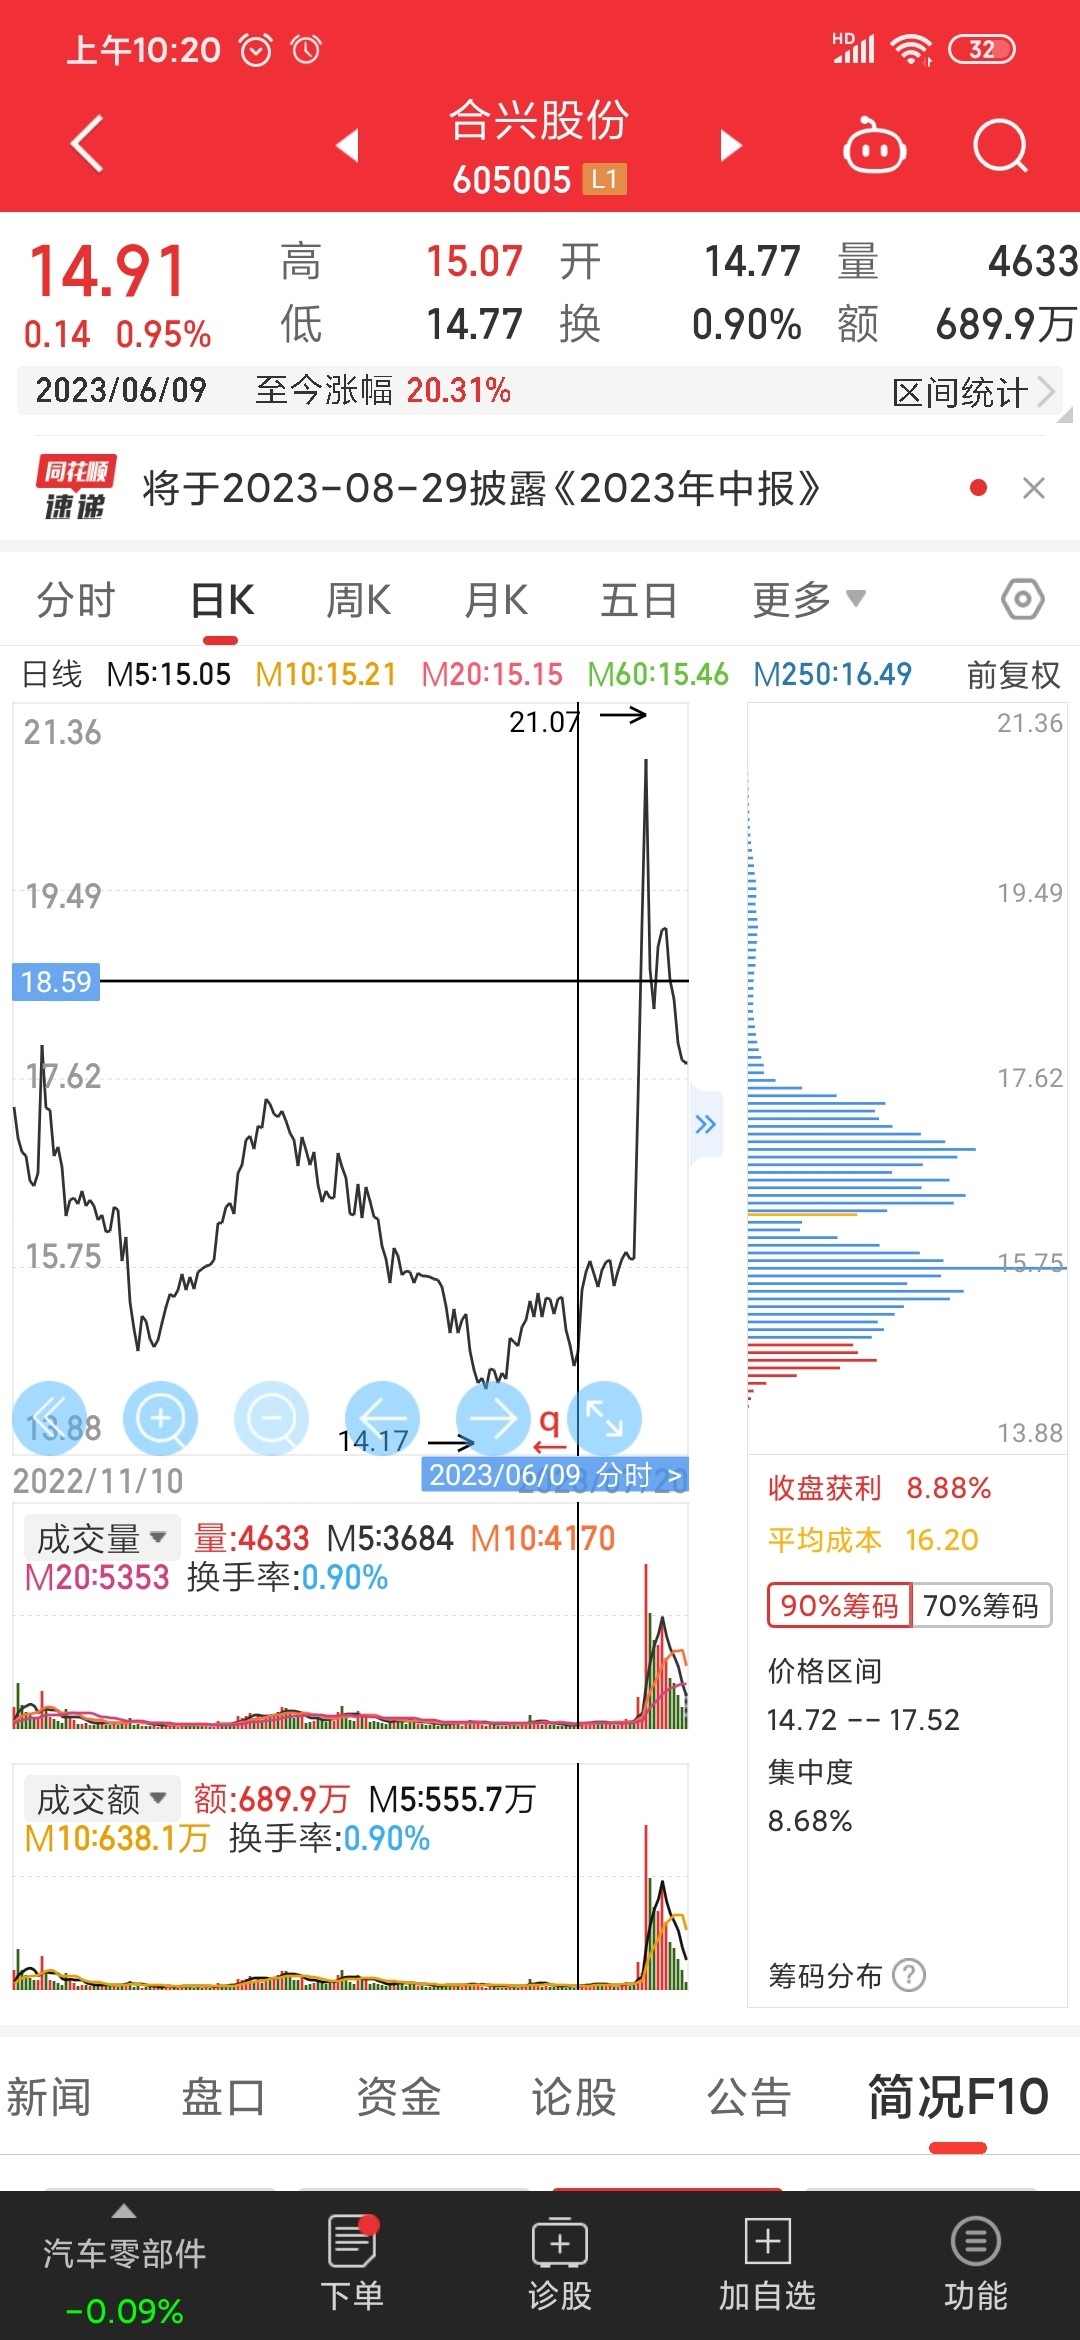 上午10:20 HD 32
合兴股份
605005 L1
14.91 高 15.07 开 14.77 量 4633
0.14 0.95% 低 14.77 换 0.90% 额 689.9万
2023/06/09 至今涨幅 20.31% 区间统计
同花顺
速递
将于2023-08-29披露《2023年中报》
分时 日K 周K 月K 五日 更多
日线 M5:15.05 M10:15.21 M20:15.15 M60:15.46 M250:16.49 前复权
21.36 21.07 21.36
19.49 19.49
18.59
17.62 17.62
15.75 15.75
13.88 14.17 q 13.88
2022/11/10 2023/06/09 分时 >
收盘获利 8.88%
平均成本 16.20
90%筹码 70%筹码
价格区间
14.72 -- 17.52
集中度
8.68%
筹码分布 ?
成交量 量:4633 M5:3684 M10:4170
M20:5353 换手率:0.90%
成交额 额:689.9万 M5:555.7万
M10:638.1万 换手率:0.90%
新闻 盘口 资金 论股 公告 简况F10
汽车零部件
-0.09%
下单 诊股 加自选 功能